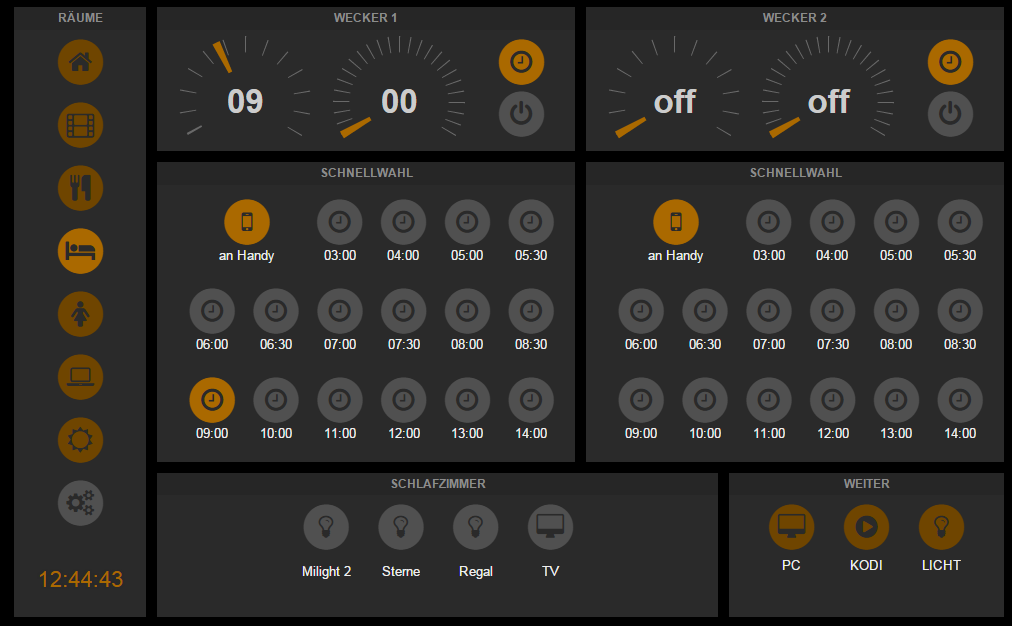 RÄUME
12:44:43
WECKER 1
09 00
WECKER 2
off off
SCHNELLWAHL
an Handy 03:00 04:00 05:00 05:30
06:00 06:30 07:00 07:30 08:00 08:30
09:00 10:00 11:00 12:00 13:00 14:00
SCHNELLWAHL
an Handy 03:00 04:00 05:00 05:30
06:00 06:30 07:00 07:30 08:00 08:30
09:00 10:00 11:00 12:00 13:00 14:00
SCHLAFZIMMER
Milight 2 Sterne Regal TV
WEITER
PC KODI LICHT